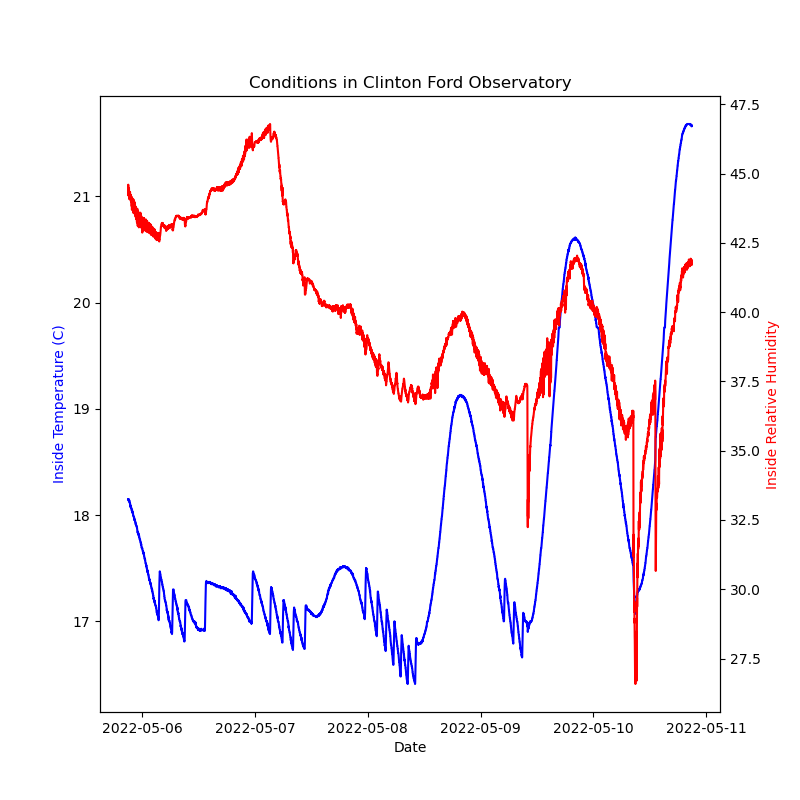 Conditions in Clinton Ford Observatory
47.5
45.0
42.5
40.0
37.5
35.0
32.5
30.0
27.5
21
20
19
18
17
Inside Temperature (C)
Inside Relative Humidity
2022-05-06 2022-05-07 2022-05-08 2022-05-09 2022-05-10 2022-05-11
Date